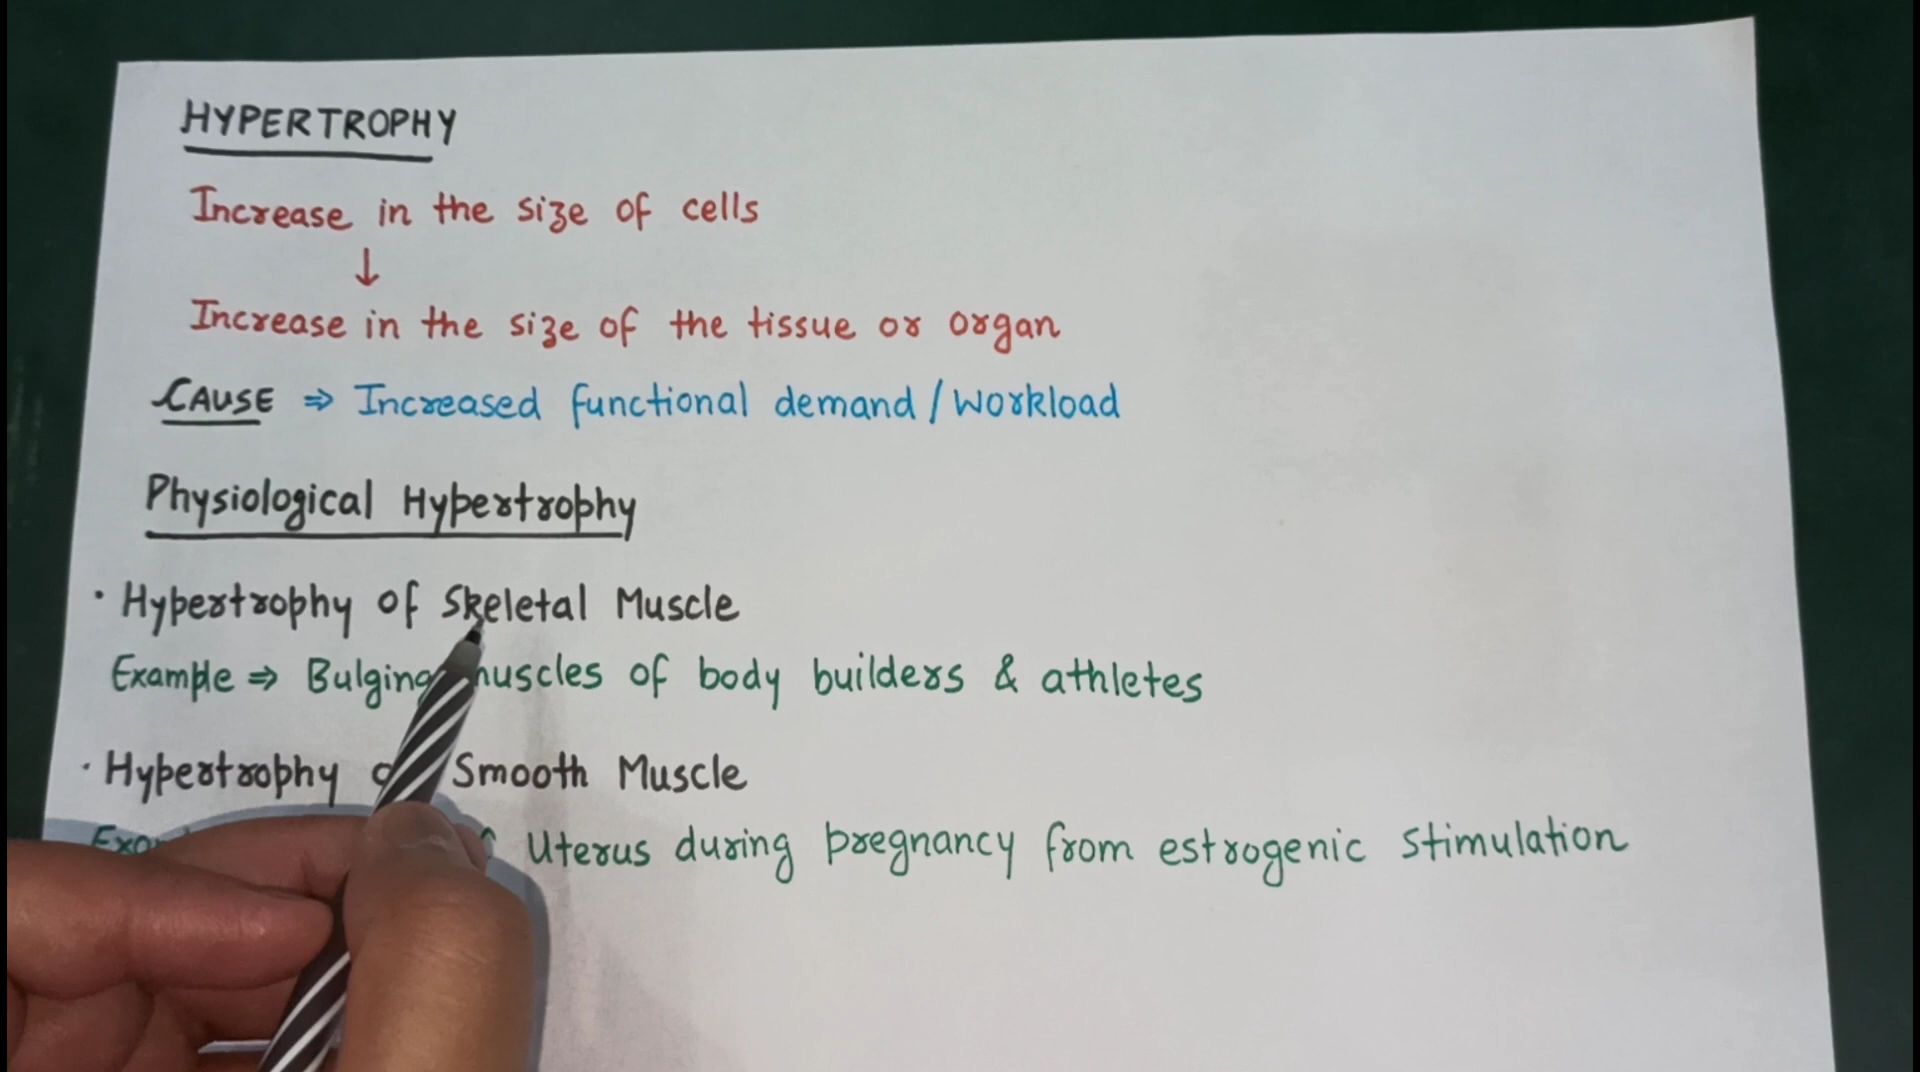 HYPERTROPHY
Increase in the size of cells
↓
Increase in the size of the tissue or organ
CAUSE ⇒ Increased functional demand/workload
Physiological Hypertrophy
· Hypertrophy of Skeletal Muscle
Example ⇒ Bulging muscles of body builders & athletes
· Hypertrophy Smooth Muscle
Uterus during pregnancy from estrogenic stimulation